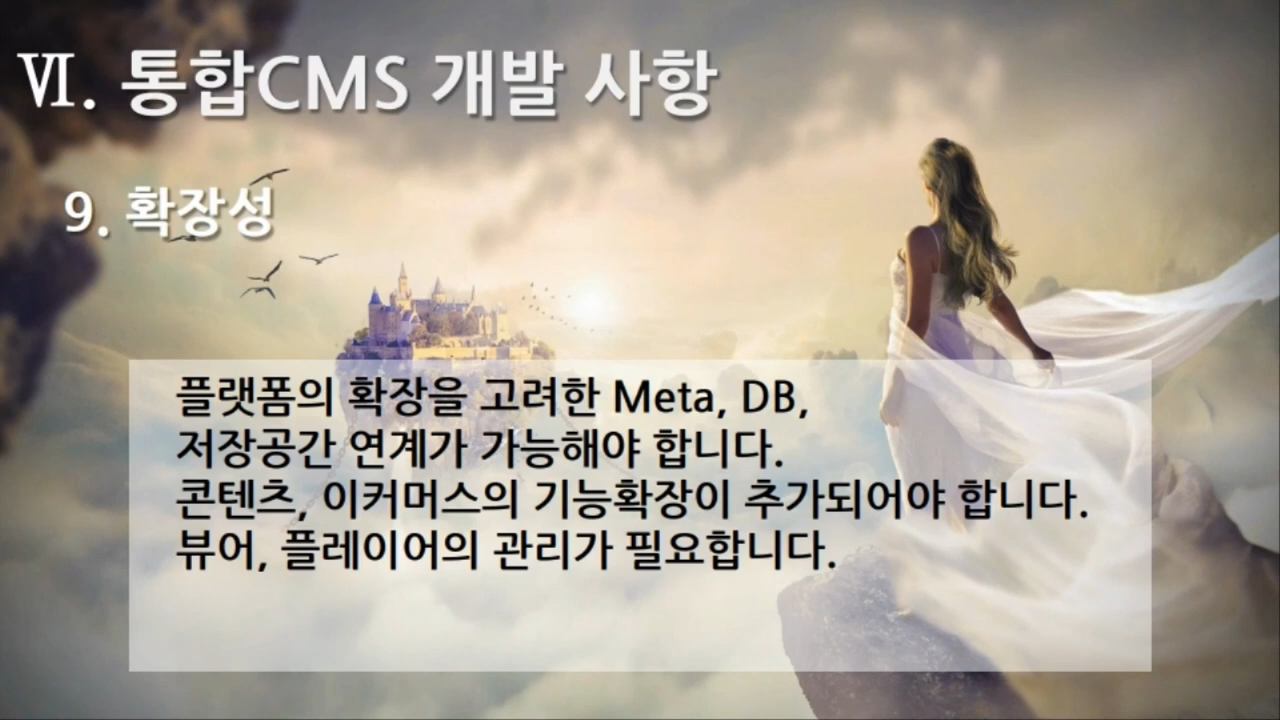 Ⅵ. 통합CMS 개발 사항
9. 확장성
플랫폼의 확장을 고려한 Meta, DB,
저장공간 연계가 가능해야 합니다.
콘텐츠, 이커머스의 기능확장이 추가되어야 합니다.
뷰어, 플레이어의 관리가 필요합니다.